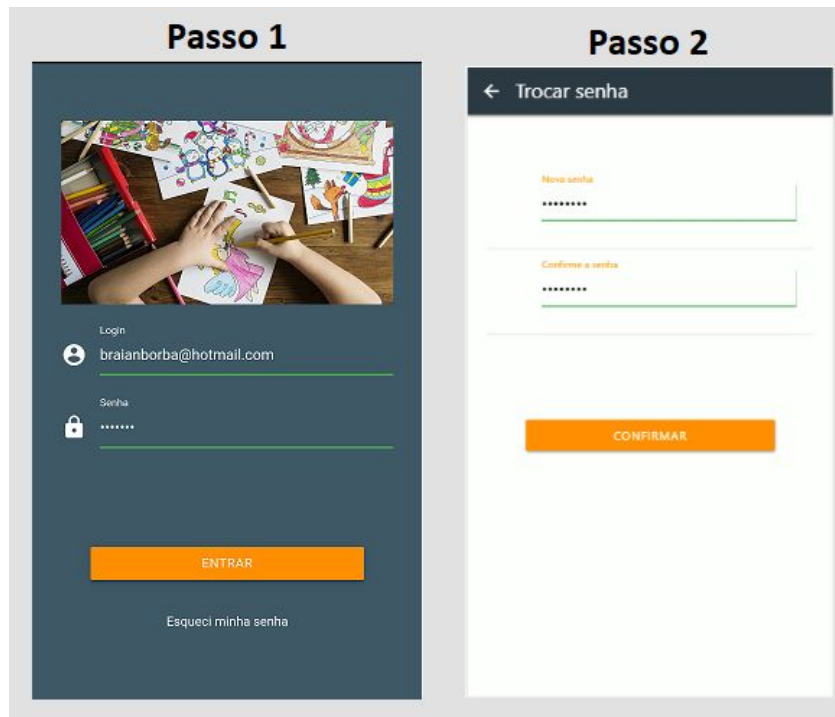 Passo 1
Login
braianborba@hotmail.com
Senha
•••••••
ENTRAR
Esqueci minha senha
Passo 2
← Trocar senha
Nova senha
••••••••
Confirme a senha
••••••••
CONFIRMAR